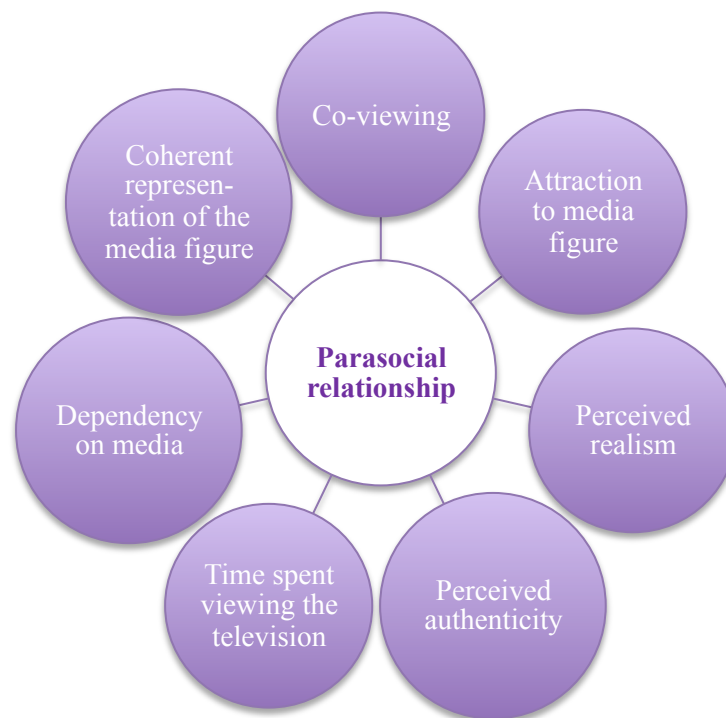 Co-viewing
Attraction
to media
figure
Perceived
realism
Perceived
authenticity
Time spent
viewing the
television
Dependency
on media
Coherent
represen-
tation of the
media figure
Parasocial
relationship